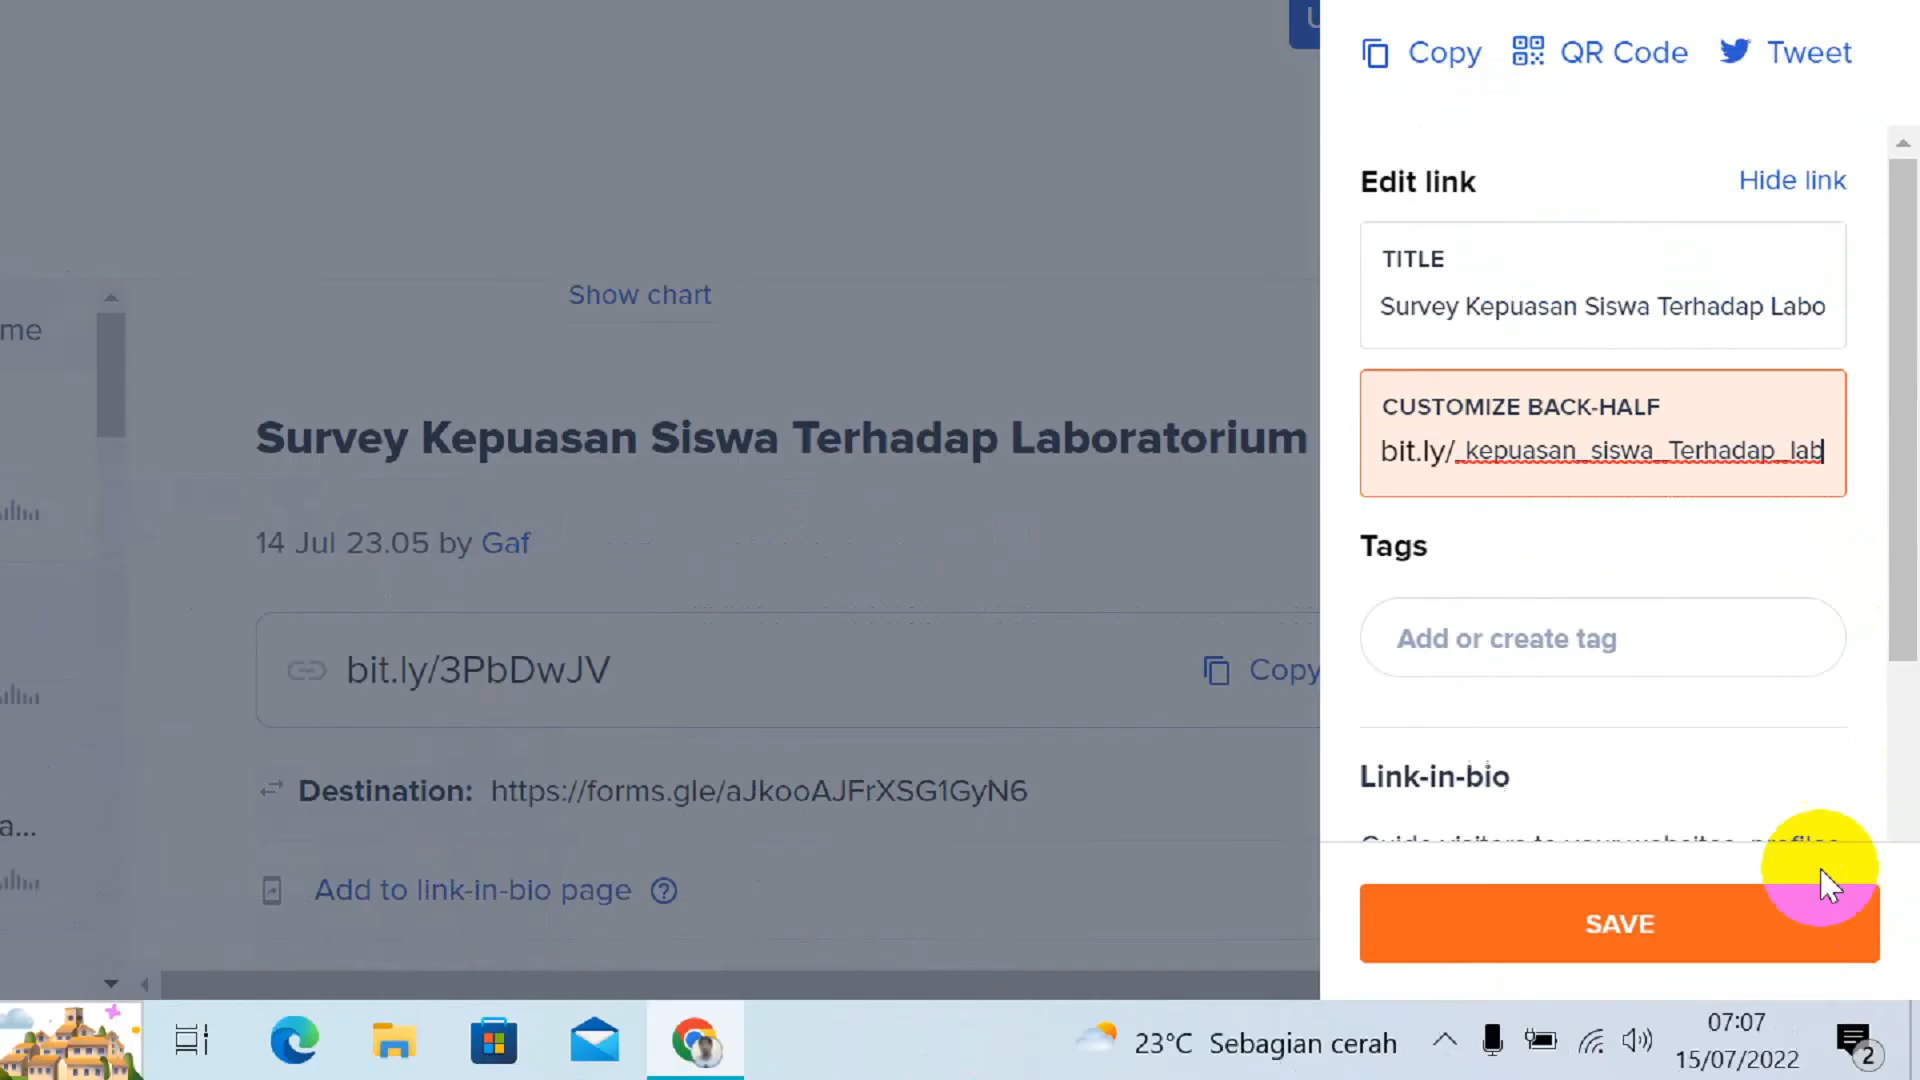 Copy
QR Code
Tweet
Edit link
Hide link
TITLE
Survey Kepuasan Siswa Terhadap Labo
CUSTOMIZE BACK-HALF
bit.ly/_kepuasan_siswa_Terhadap_lab
Tags
Add or create tag
Link-in-bio
SAVE
me
Show chart
Survey Kepuasan Siswa Terhadap Laboratorium
14 Jul 23.05 by Gaf
bit.ly/3PbDwJV
Copy
Destination: https://forms.gle/aJkooAJFrXSG1GyN6
a...
Add to link-in-bio page
23°C Sebagian cerah
07:07
15/07/2022
2